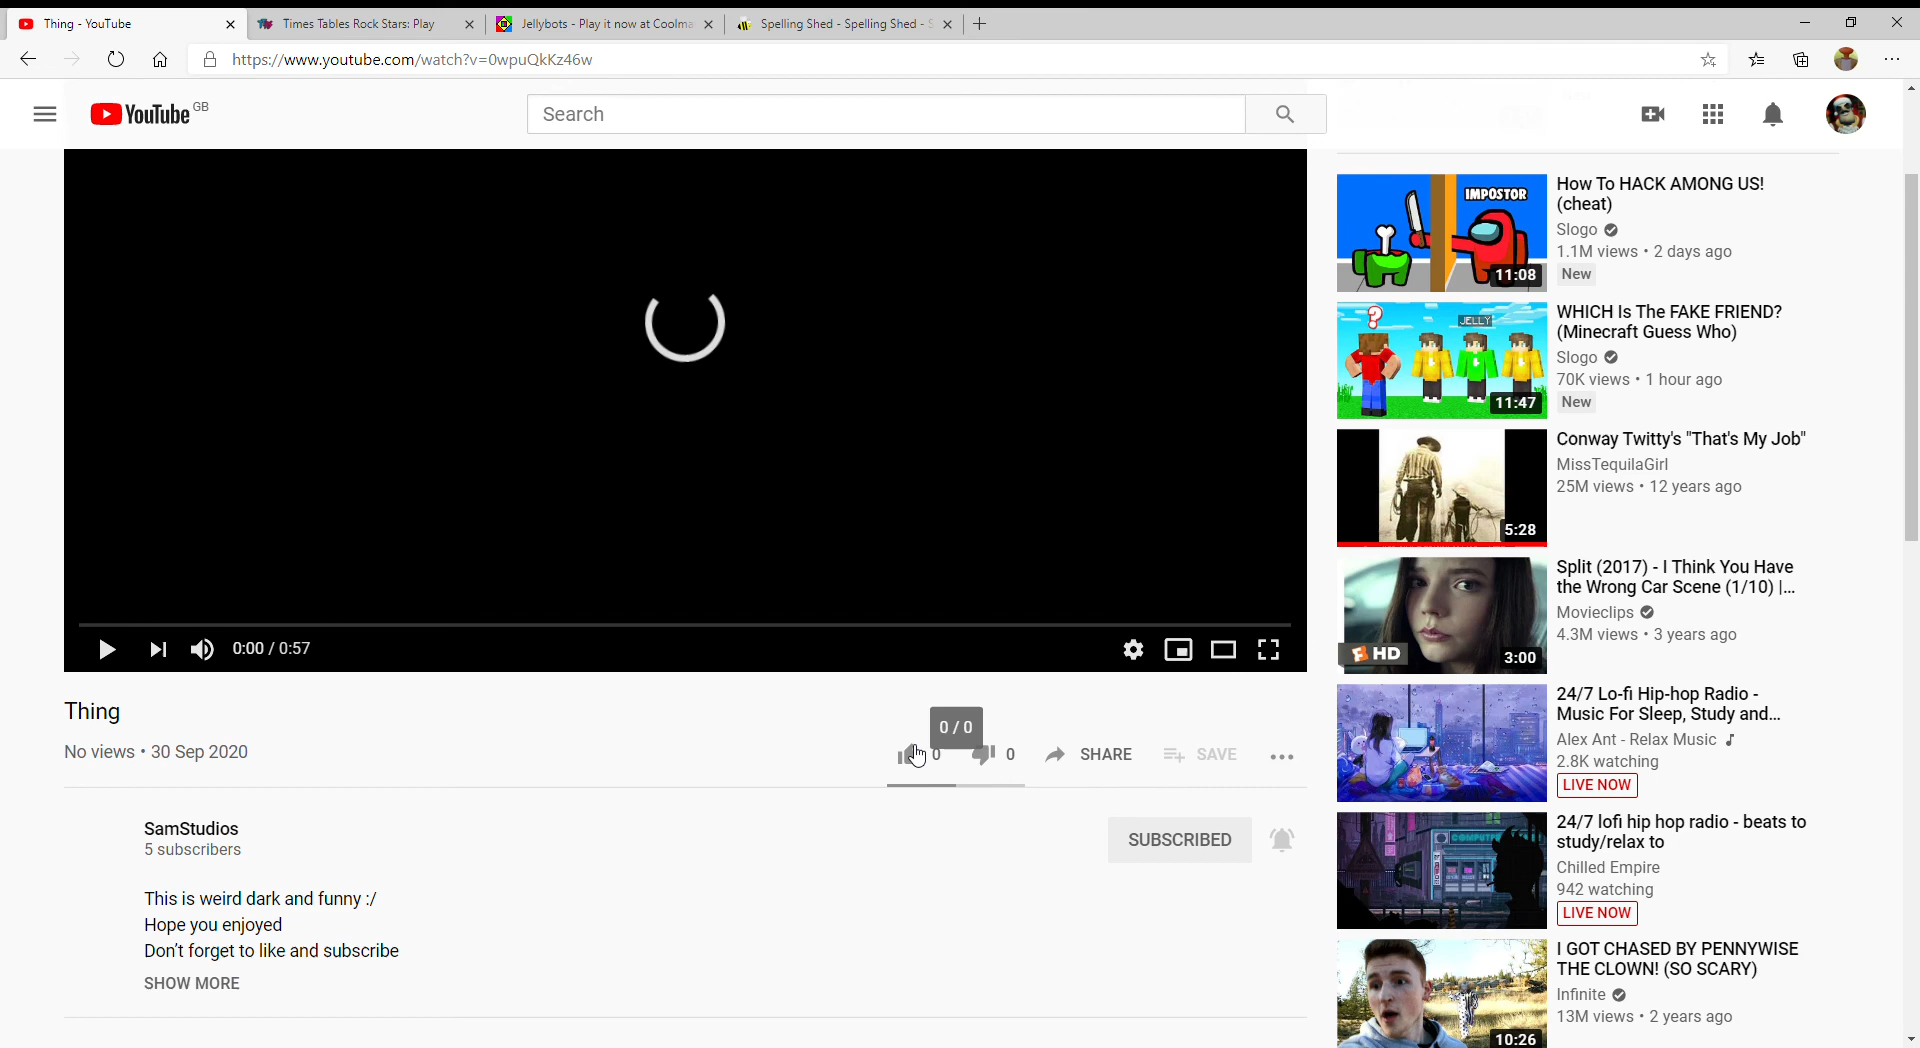 Thing - YouTube
Times Tables Rock Stars: Play
Jellybots - Play it now at Coolma
Spelling Shed - Spelling Shed - S
https://www.youtube.com/watch?v=0wpuQkKz46w
YouTube GB
Search
0:00 / 0:57
Thing
No views • 30 Sep 2020
0 / 0
0
0
SHARE
SAVE
SamStudios
5 subscribers
SUBSCRIBED
This is weird dark and funny :/
Hope you enjoyed
Don't forget to like and subscribe
SHOW MORE
IMPOSTOR
11:08
How To HACK AMONG US!
(cheat)
Slogo
1.1M views • 2 days ago
New
?
JELLY
11:47
WHICH Is The FAKE FRIEND?
(Minecraft Guess Who)
Slogo
70K views • 1 hour ago
New
5:28
Conway Twitty's "That's My Job"
MissTequilaGirl
25M views • 12 years ago
F HD
3:00
Split (2017) - I Think You Have
the Wrong Car Scene (1/10) |...
Movieclips
4.3M views • 3 years ago
24/7 Lo-fi Hip-hop Radio -
Music For Sleep, Study and...
Alex Ant - Relax Music
2.8K watching
LIVE NOW
24/7 lofi hip hop radio - beats to
study/relax to
Chilled Empire
942 watching
LIVE NOW
10:26
I GOT CHASED BY PENNYWISE
THE CLOWN! (SO SCARY)
Infinite
13M views • 2 years ago